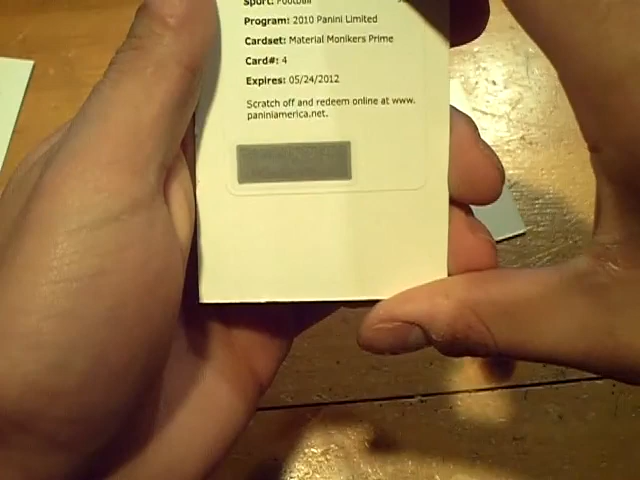 Sport: Football
Program: 2010 Panini Limited
Cardset: Material Monikers Prime
Card#: 4
Expires: 05/24/2012
Scratch off and redeem online at www.
paniniamerica.net.